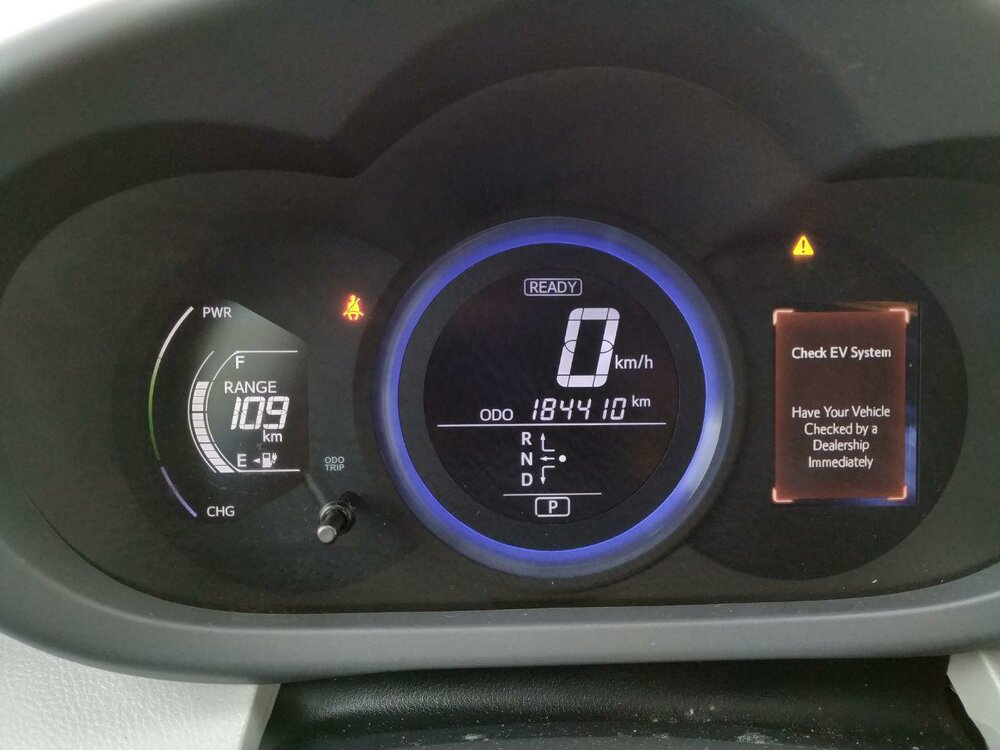 PWR
F
RANGE
109
km
E
CHG
ODO
TRIP
READY
0 km/h
ODO 184410 km
R
N
D
P
Check EV System
Have Your Vehicle
Checked by a
Dealership
Immediately